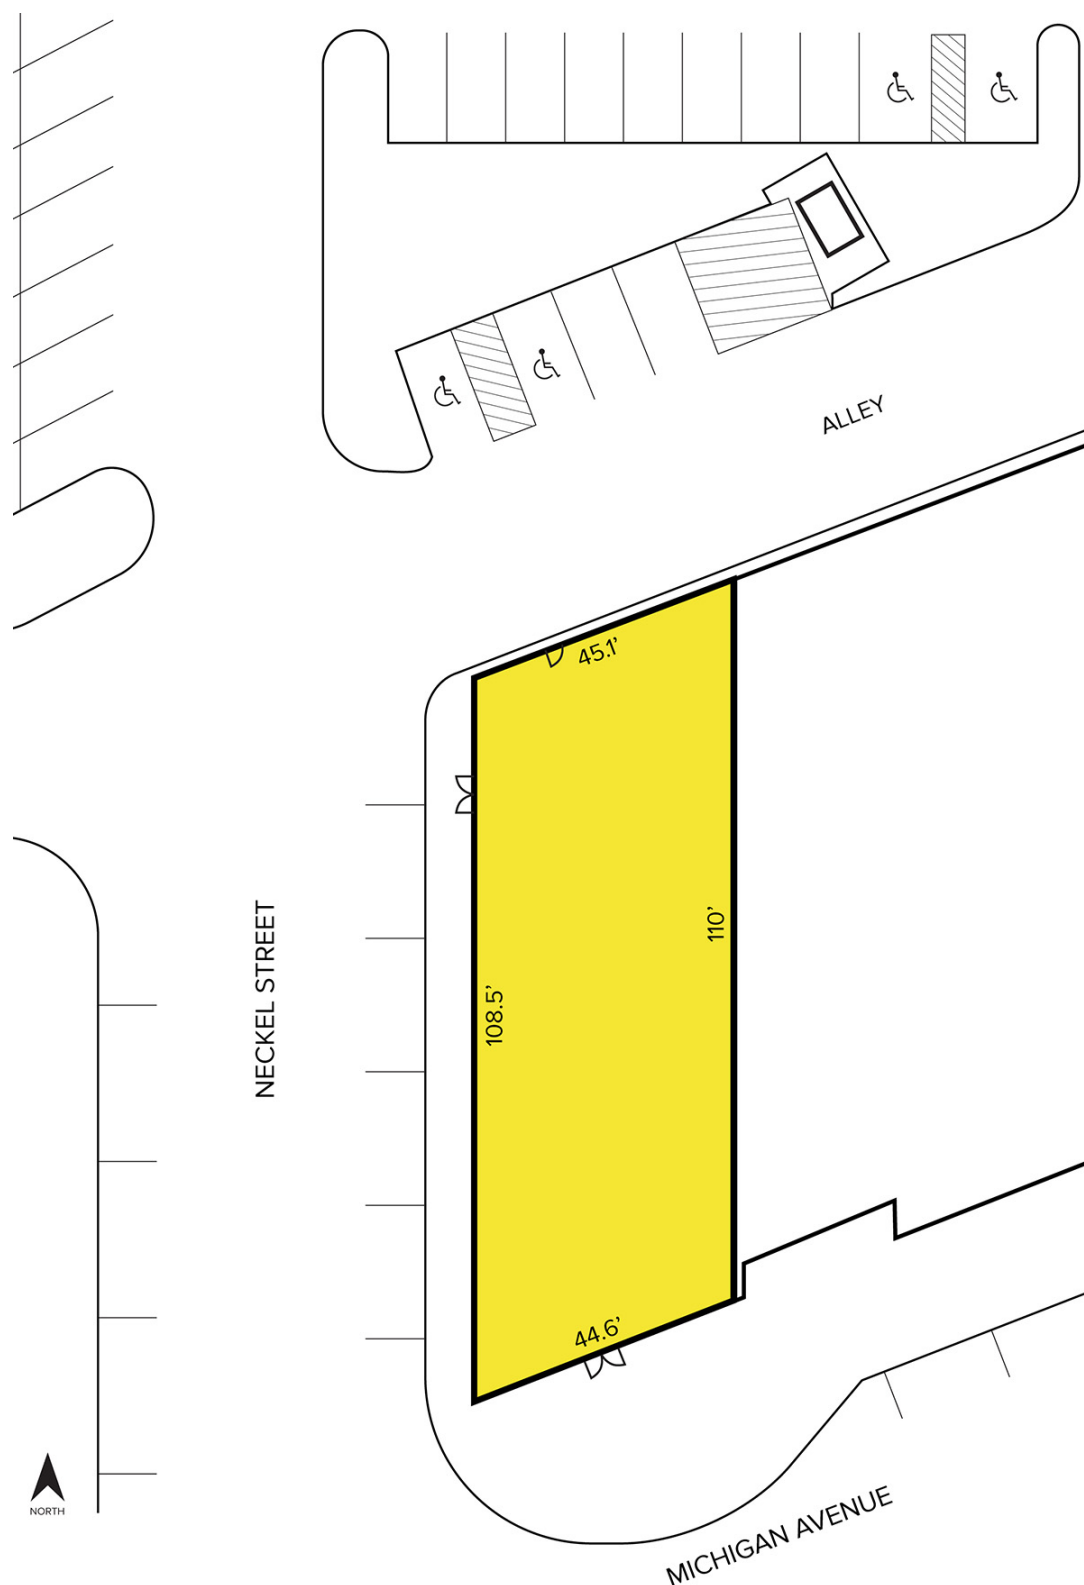 ALLEY
45.1’
NECKEL STREET
110’
108.5’
44.6’
NORTH
MICHIGAN AVENUE